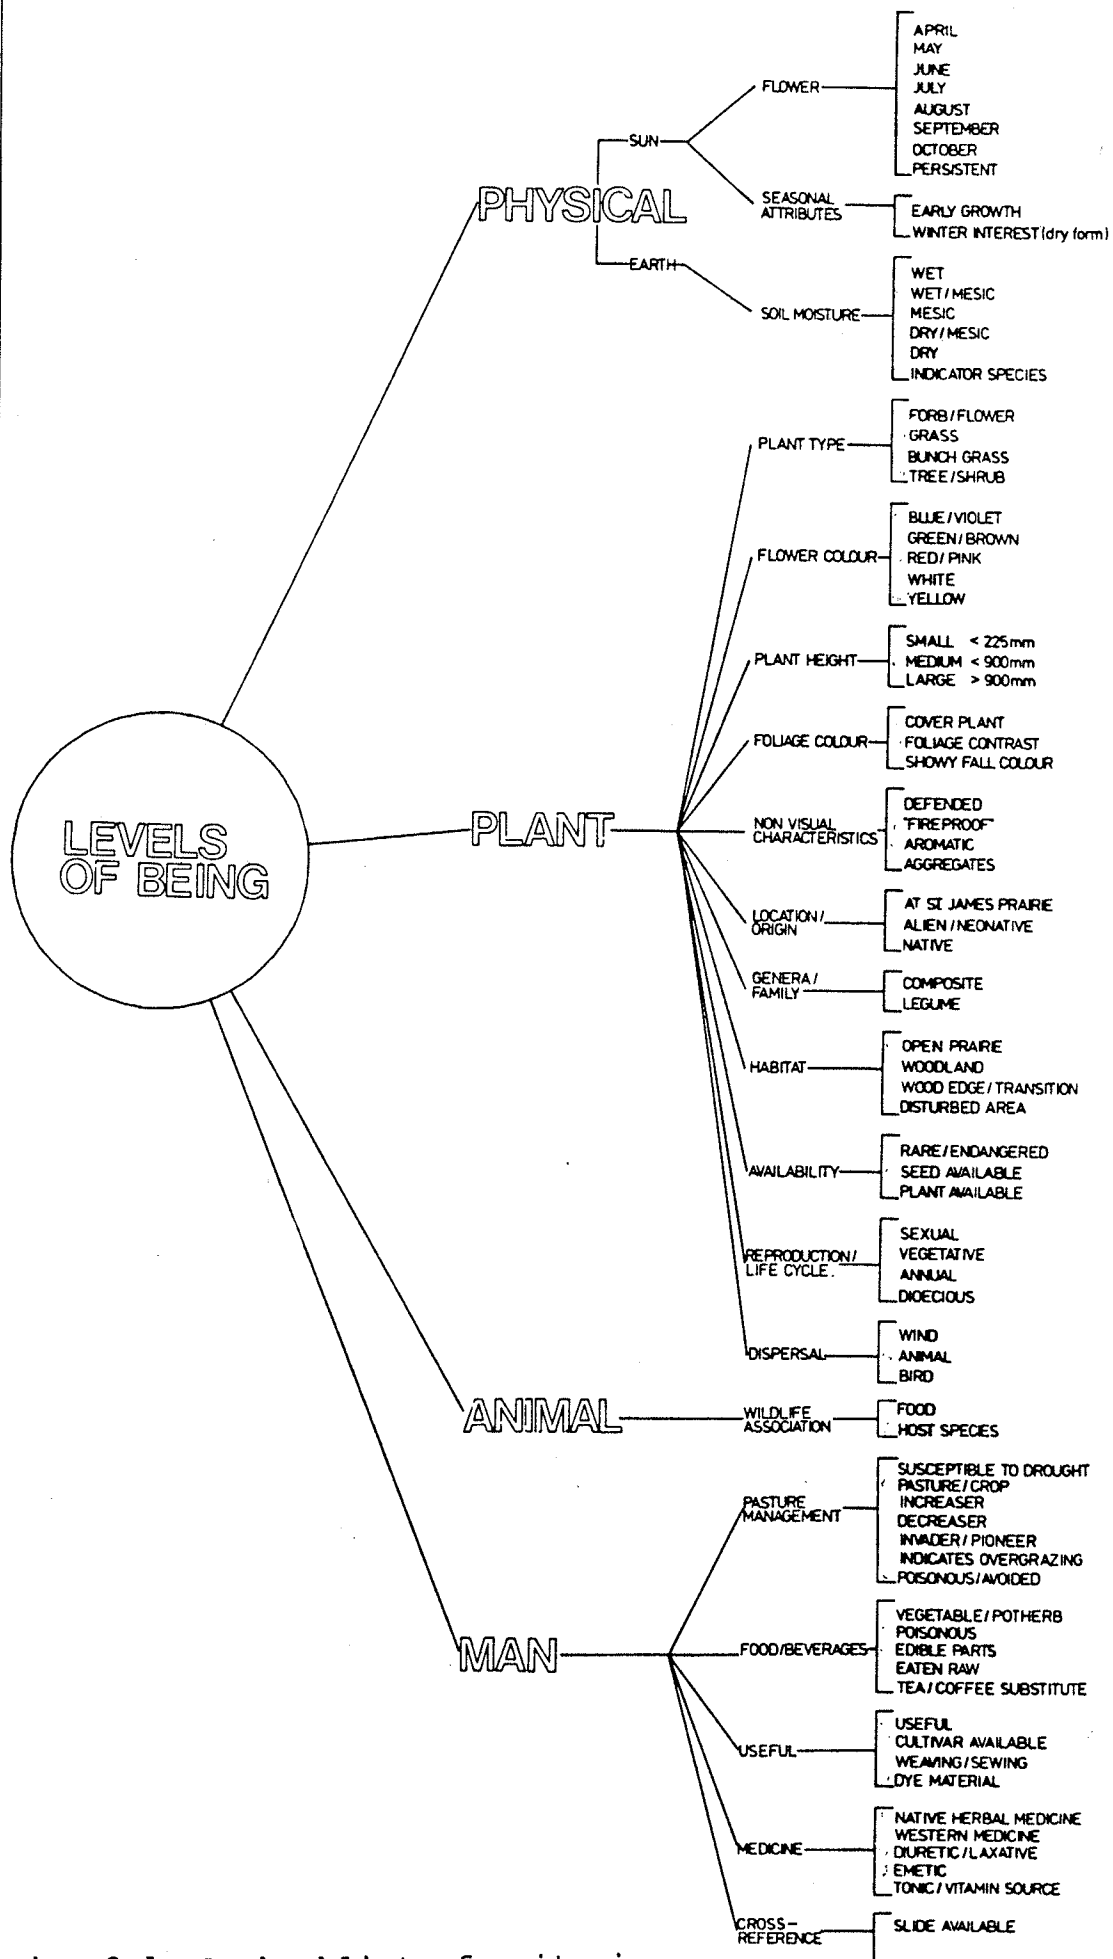 LEVELS
OF BEING
PHYSICAL
SUN
FLOWER
APRIL
MAY
JUNE
JULY
AUGUST
SEPTEMBER
OCTOBER
PERSISTENT
SEASONAL
ATTRIBUTES
EARLY GROWTH
WINTER INTEREST (dry form)
EARTH
SOIL MOISTURE
WET
WET/MESIC
MESIC
DRY/MESIC
DRY
INDICATOR SPECIES
PLANT
PLANT TYPE
FORB/FLOWER
GRASS
BUNCH GRASS
TREE/SHRUB
FLOWER COLOUR
BLUE/VIOLET
GREEN/BROWN
RED/PINK
WHITE
YELLOW
PLANT HEIGHT
SMALL < 225mm
MEDIUM < 900mm
LARGE > 900mm
FOLIAGE COLOUR
COVER PLANT
FOLIAGE CONTRAST
SHOWY FALL COLOUR
NON VISUAL
CHARACTERISTICS
DEFENDED
"FIREPROOF"
AROMATIC
AGGREGATES
LOCATION/
ORIGIN
AT ST. JAMES PRAIRIE
ALIEN/NEONATIVE
NATIVE
GENERA/
FAMILY
COMPOSITE
LEGUME
HABITAT
OPEN PRAIRIE
WOODLAND
WOOD EDGE/TRANSITION
DISTURBED AREA
AVAILABILITY
RARE/ENDANGERED
SEED AVAILABLE
PLANT AVAILABLE
REPRODUCTION/
LIFE CYCLE.
SEXUAL
VEGETATIVE
ANNUAL
DIOECIOUS
DISPERSAL
WIND
ANIMAL
BIRD
ANIMAL
WILDLIFE
ASSOCIATION
FOOD
HOST SPECIES
MAN
PASTURE
MANAGEMENT
SUSCEPTIBLE TO DROUGHT
PASTURE/CROP
INCREASER
DECREASER
INVADER/PIONEER
INDICATES OVERGRAZING
POISONOUS/AVOIDED
FOOD/BEVERAGES
VEGETABLE/POTHERB
POISONOUS
EDIBLE PARTS
EATEN RAW
TEA/COFFEE SUBSTITUTE
USEFUL
USEFUL
CULTIVAR AVAILABLE
WEAVING/SEWING
DYE MATERIAL
MEDICINE
NATIVE HERBAL MEDICINE
WESTERN MEDICINE
DIURETIC/LAXATIVE
EMETIC
TONIC/VITAMIN SOURCE
CROSS-
REFERENCE
SLIDE AVAILABLE